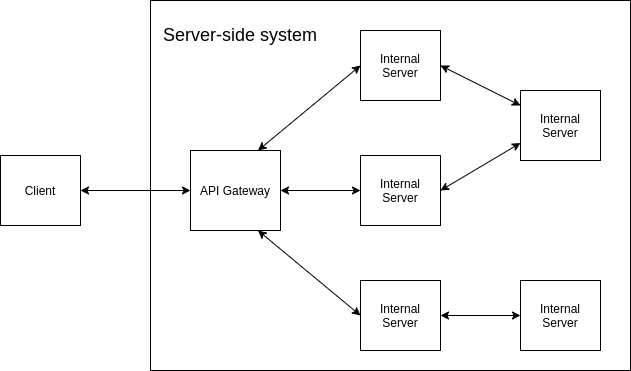 Server-side system
Internal
Server
Internal
Server
Client
API Gateway
Internal
Server
Internal
Server
Internal
Server